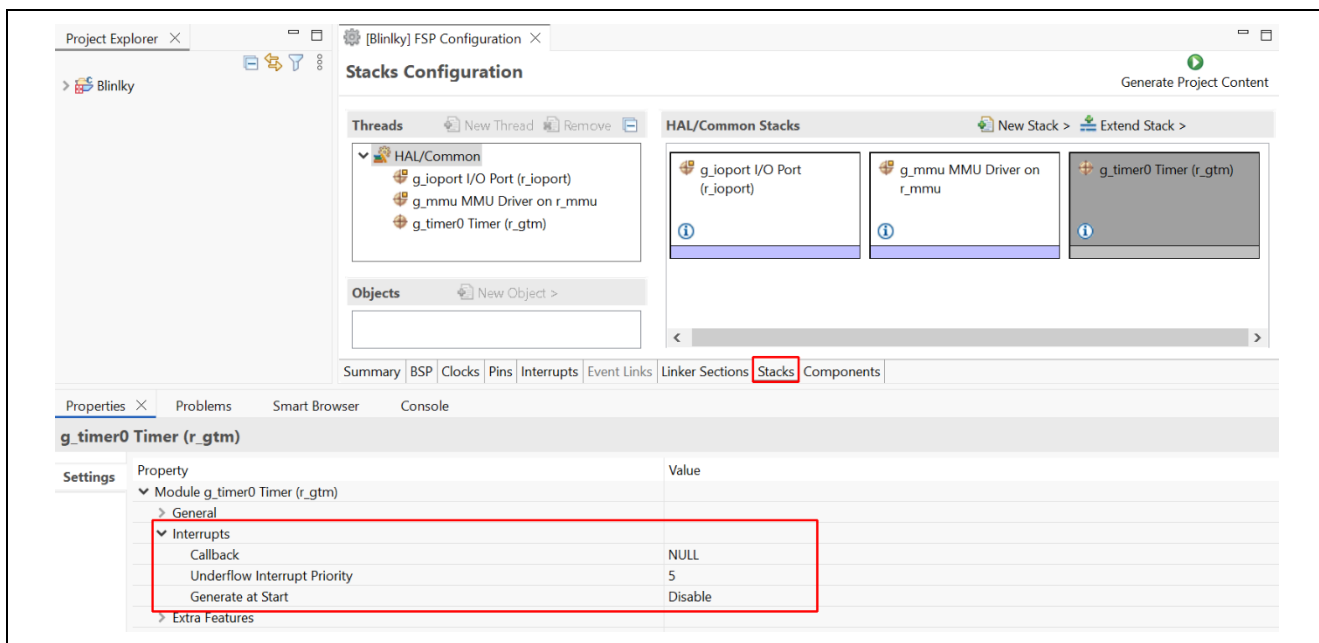 Project Explorer
[Blinlky] FSP Configuration
Blinlky
Stacks Configuration
Generate Project Content
Threads
New Thread
Remove
HAL/Common Stacks
New Stack >
Extend Stack >
HAL/Common
g_ioport I/O Port (r_ioport)
g_mmu MMU Driver on r_mmu
g_timer0 Timer (r_gtm)
g_ioport I/O Port
(r_ioport)
g_mmu MMU Driver on
r_mmu
g_timer0 Timer (r_gtm)
Objects
New Object >
Summary BSP Clocks Pins Interrupts Event Links Linker Sections Stacks Components
Properties Problems Smart Browser Console
g_timer0 Timer (r_gtm)
Settings
Property Value
Module g_timer0 Timer (r_gtm)
General
Interrupts
Callback NULL
Underflow Interrupt Priority 5
Generate at Start Disable
Extra Features